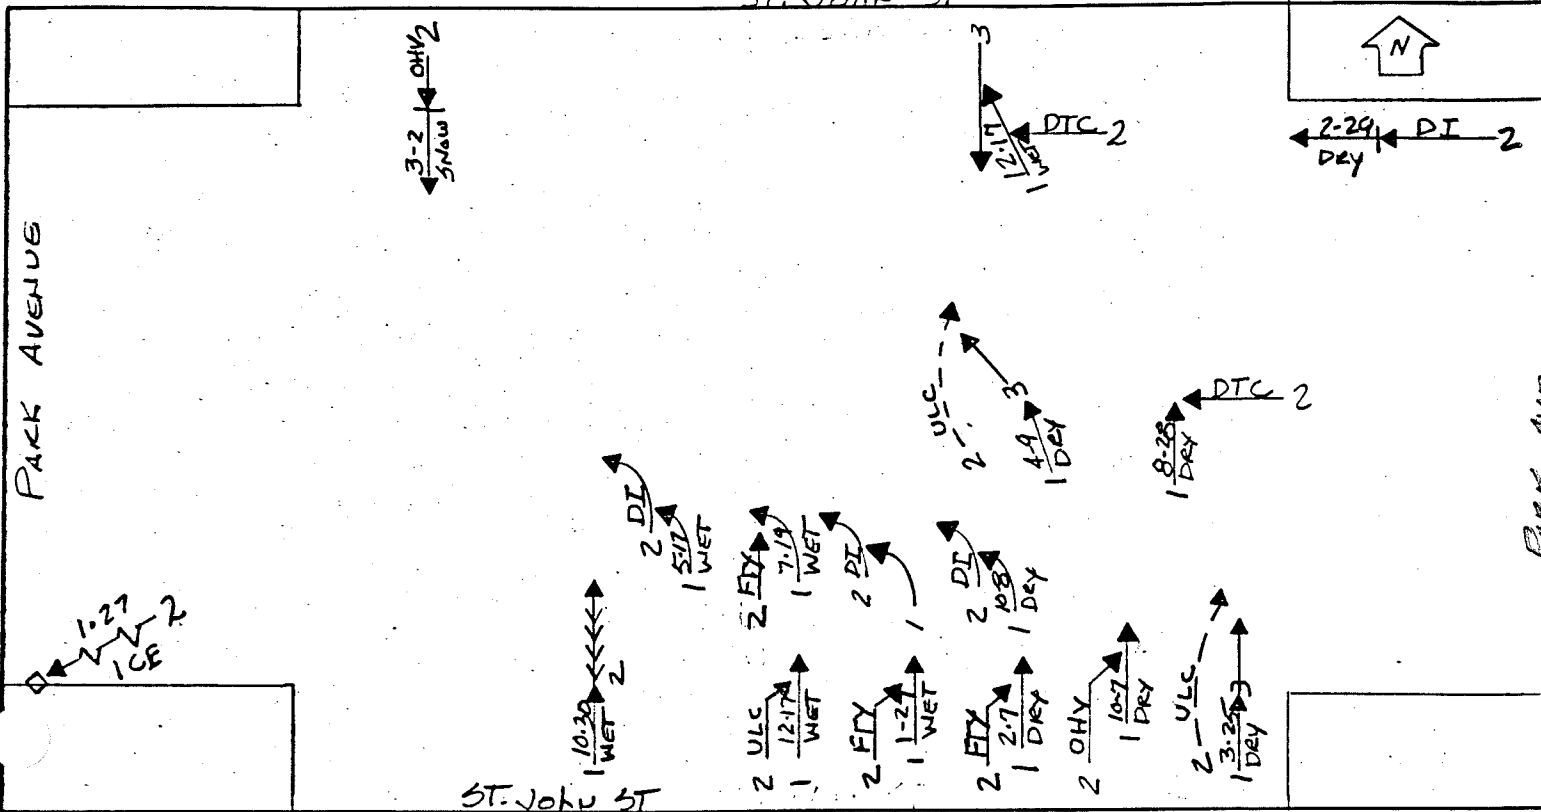 OHV 2
3-2
SNOW
3
12.17
WET
1
DTC 2
N
2-29 DI 2
DRY
PARK AVENUE
ULC
2
3
4-9
1 DRY
DTC 2
8-28
1 DRY
2 DI
5-17
1 WET
2 FTY
7.19
1 WET
2 DI
1
2 DI
10-8
1 DRY
1.27 2
ICE
2
10.30
1 WET
2 ULC
12.17
1 WET
2 FTY
1-27
1 WET
2 FTY
2.7
1 DRY
2 OHV
10-7
1 DRY
2 ULC
3
3.25
1 DRY
ST. JOHN ST